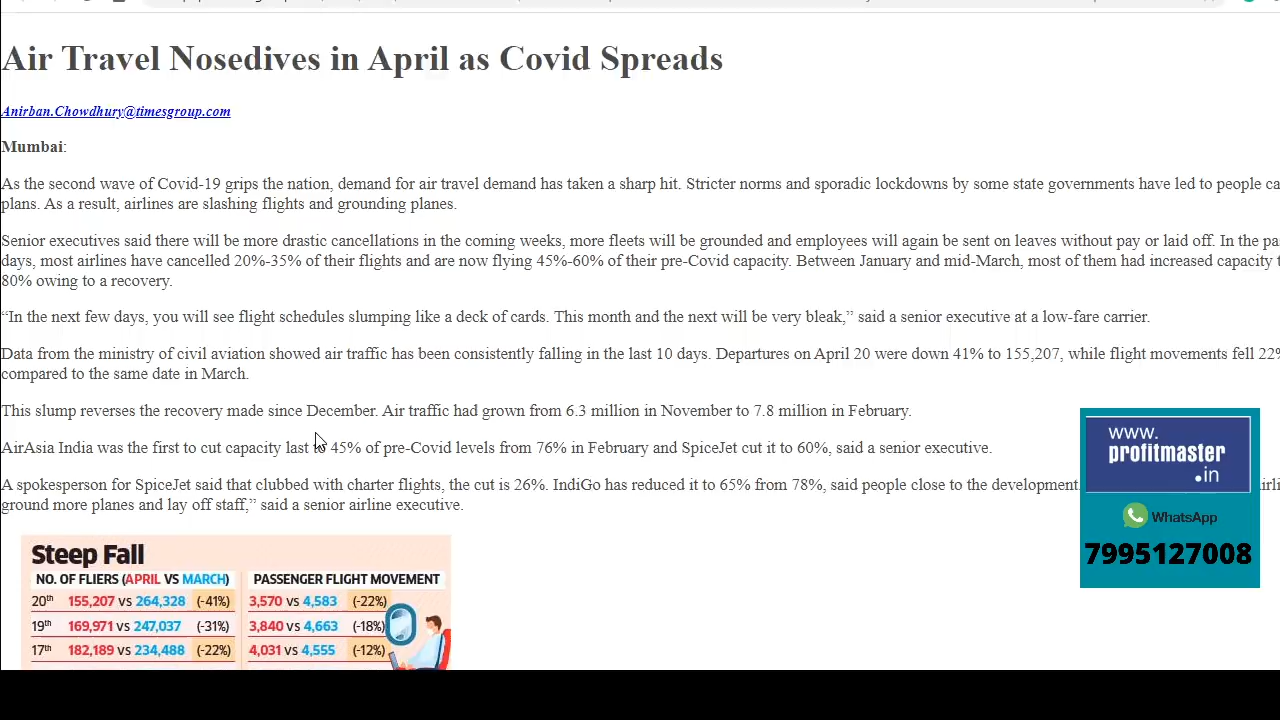 Air Travel Nosedives in April as Covid Spreads
Anirban.Chowdhury@timesgroup.com
Mumbai:
As the second wave of Covid-19 grips the nation, demand for air travel demand has taken a sharp hit. Stricter norms and sporadic lockdowns by some state governments have led to people ca
plans. As a result, airlines are slashing flights and grounding planes.
Senior executives said there will be more drastic cancellations in the coming weeks, more fleets will be grounded and employees will again be sent on leaves without pay or laid off. In the pa
days, most airlines have cancelled 20%-35% of their flights and are now flying 45%-60% of their pre-Covid capacity. Between January and mid-March, most of them had increased capacity t
80% owing to a recovery.
“In the next few days, you will see flight schedules slumping like a deck of cards. This month and the next will be very bleak,” said a senior executive at a low-fare carrier.
Data from the ministry of civil aviation showed air traffic has been consistently falling in the last 10 days. Departures on April 20 were down 41% to 155,207, while flight movements fell 22%
compared to the same date in March.
This slump reverses the recovery made since December. Air traffic had grown from 6.3 million in November to 7.8 million in February.
AirAsia India was the first to cut capacity last to 45% of pre-Covid levels from 76% in February and SpiceJet cut it to 60%, said a senior executive.
A spokesperson for SpiceJet said that clubbed with charter flights, the cut is 26%. IndiGo has reduced it to 65% from 78%, said people close to the development.
ground more planes and lay off staff,” said a senior airline executive.
www.
profitmaster
.in
WhatsApp
7995127008
Steep Fall
NO. OF FLIERS (APRIL VS MARCH) PASSENGER FLIGHT MOVEMENT
20th 155,207 vs 264,328 (-41%) 3,570 vs 4,583 (-22%)
19th 169,971 vs 247,037 (-31%) 3,840 vs 4,663 (-18%)
17th 182,189 vs 234,488 (-22%) 4,031 vs 4,555 (-12%)